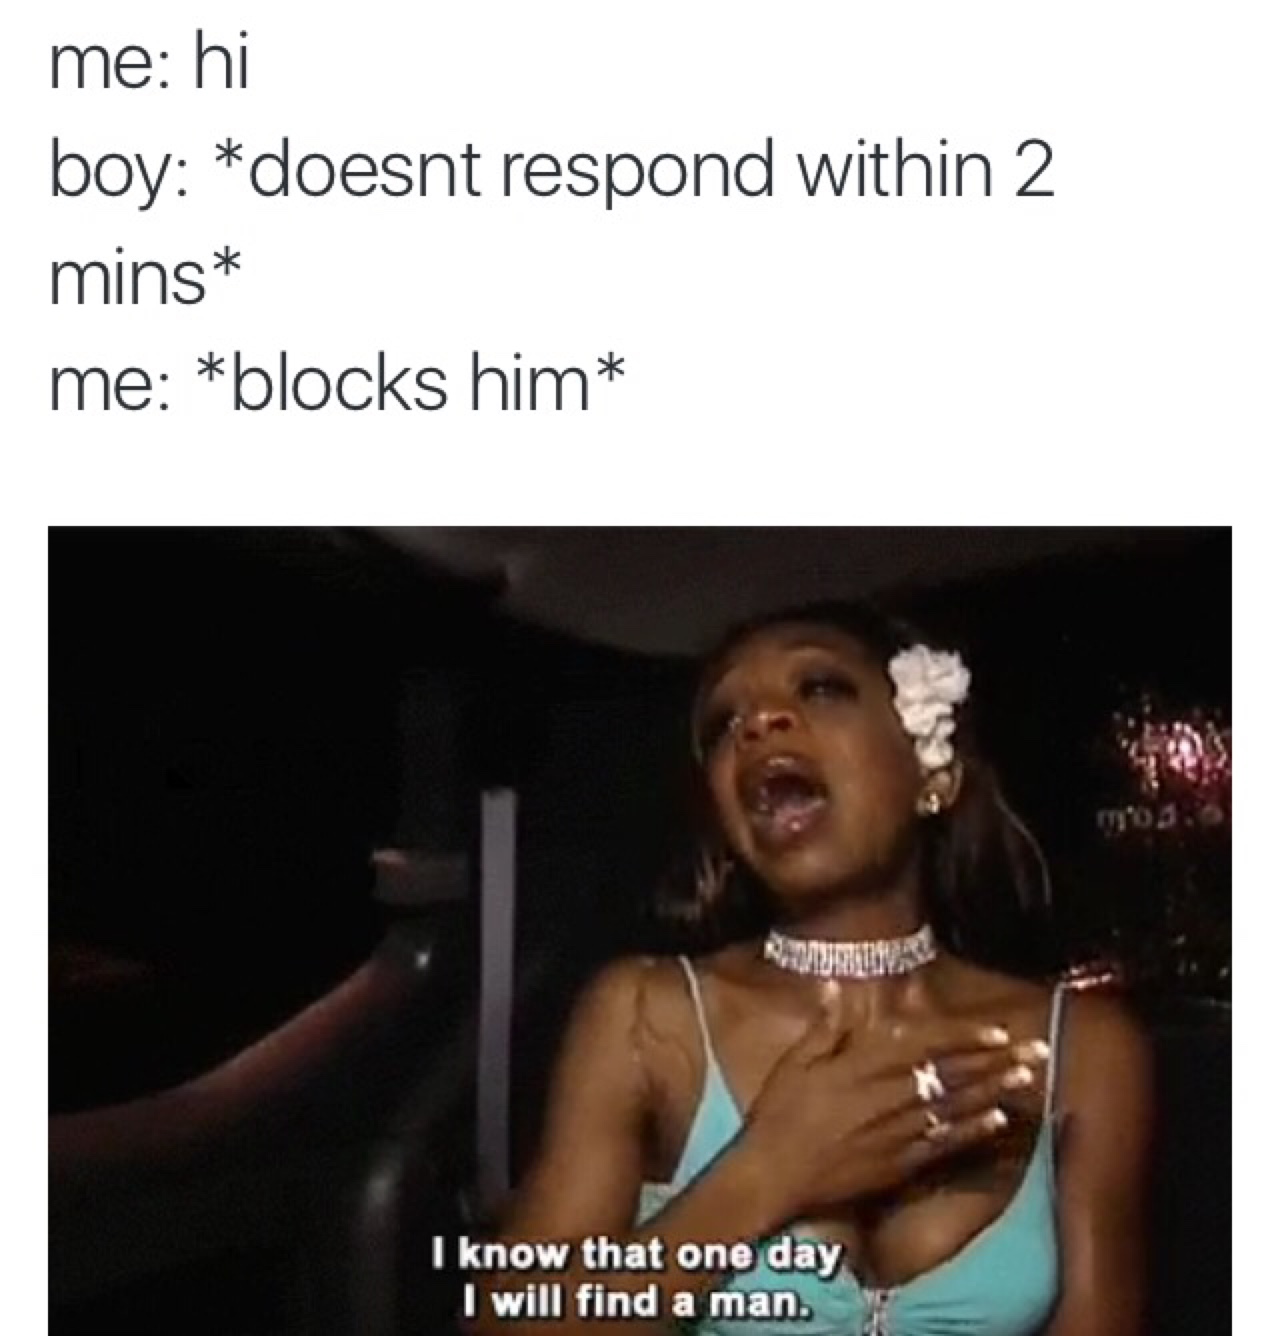 me: hi
boy: *doesnt respond within 2
mins*
me: *blocks him*
I know that one day
I will find a man.